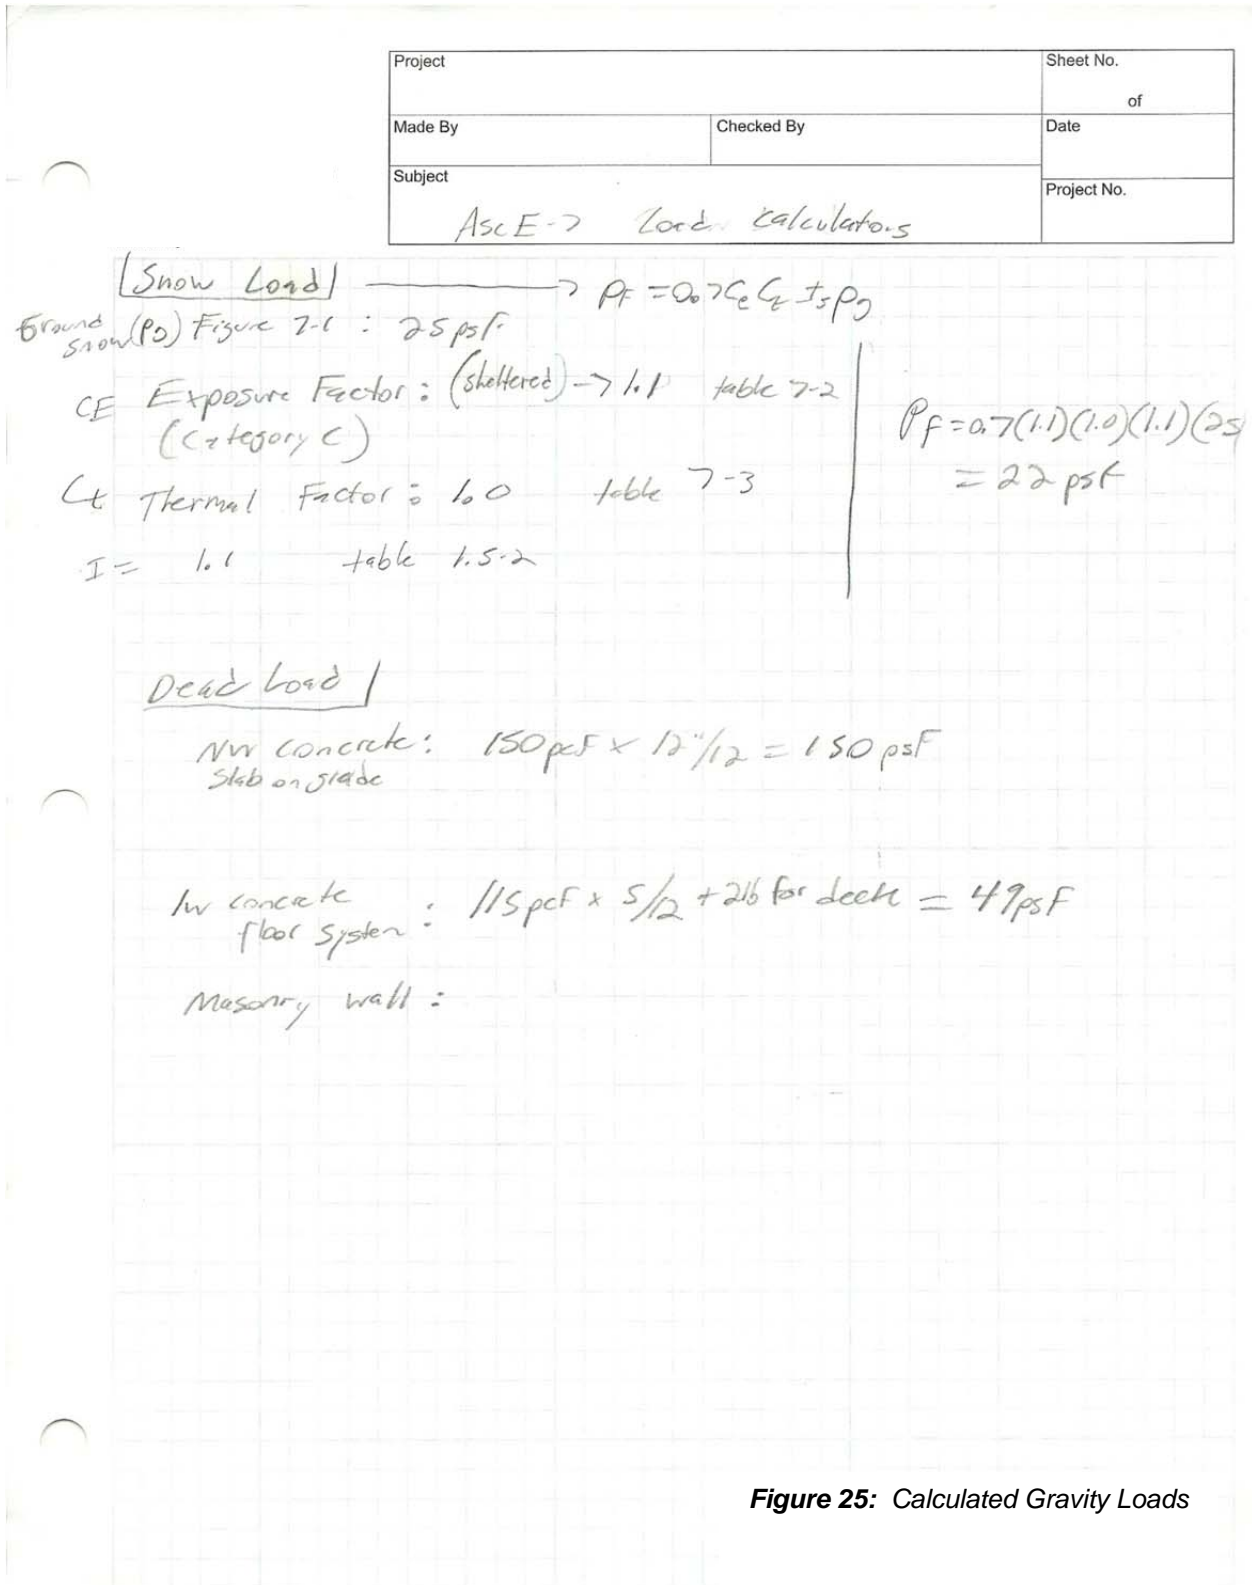 Project
Sheet No.
of
Made By
Checked By
Date
Subject
Project No.
AscE-7 Load calculators
Snow Load → PF = 0.7CeCtIsPg
Ground Snow (Pg) Figure 7-1 : 25 psf
CE Exposure Factor : (sheltered) → 1.1 table 7-2
(Category C)
Pf = 0.7(1.1)(1.0)(1.1)(25
= 22 psf
Ct Thermal Factor : 1.0 table 7-3
I = 1.1 table 1.5-2
Dead Load
NW concrete : 150 pcf x 12"/12 = 150 psF
Slab on grade
lw concrete : 115 pcf x 5/12 + 2lb for deck = 49 psF
floor system
Masonry wall :
Figure 25: Calculated Gravity Loads